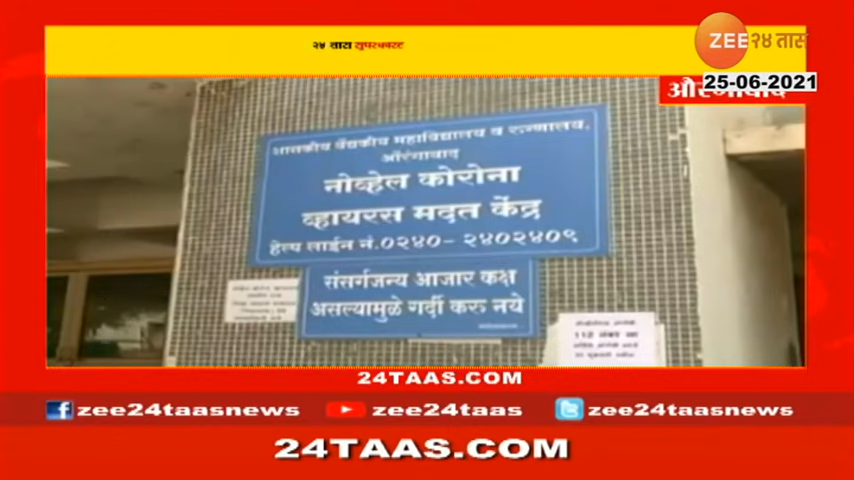 २४ तास सुपरफास्ट
ZEE २४ तास
25-06-2021
औरंगाबाद
शासकीय वैद्यकीय महाविद्यालय व रुग्णालय,
औरंगाबाद
नोव्हेल कोरोना
व्हायरस मदत केंद्र
हेल्प लाईन नं.०२४०- २४०२४०९
संसर्गजन्य आजार कक्ष
असल्यामुळे गर्दी करू नये
24TAAS.COM
zee24taasnews
zee24taas
zee24taasnews
24TAAS.COM